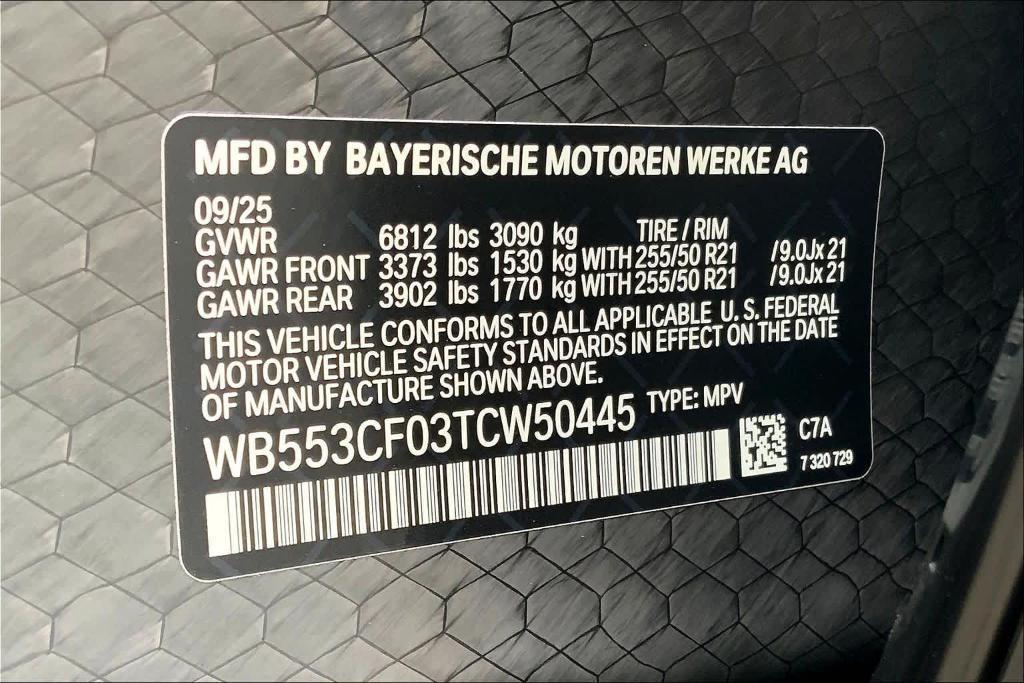 MFD BY BAYERISCHE MOTOREN WERKE AG
09/25
GVWR 6812 lbs 3090 kg TIRE / RIM
GAWR FRONT 3373 lbs 1530 kg WITH 255/50 R21 /9.0Jx 21
GAWR REAR 3902 lbs 1770 kg WITH 255/50 R21 /9.0Jx 21
THIS VEHICLE CONFORMS TO ALL APPLICABLE U. S. FEDERAL
MOTOR VEHICLE SAFETY STANDARDS IN EFFECT ON THE DATE
OF MANUFACTURE SHOWN ABOVE.
WB553CF03TCW50445 TYPE: MPV
C7A
7 320 729